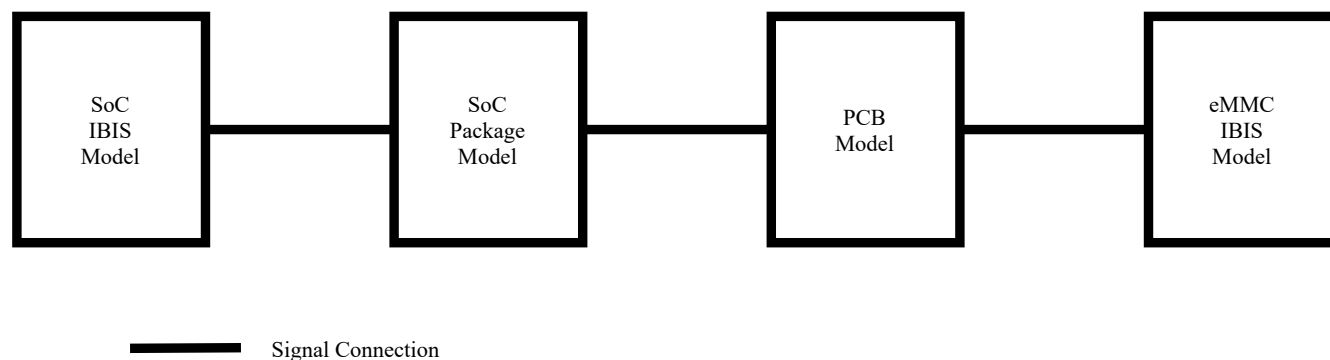 SoC
IBIS
Model
SoC
Package
Model
PCB
Model
eMMC
IBIS
Model
Signal Connection